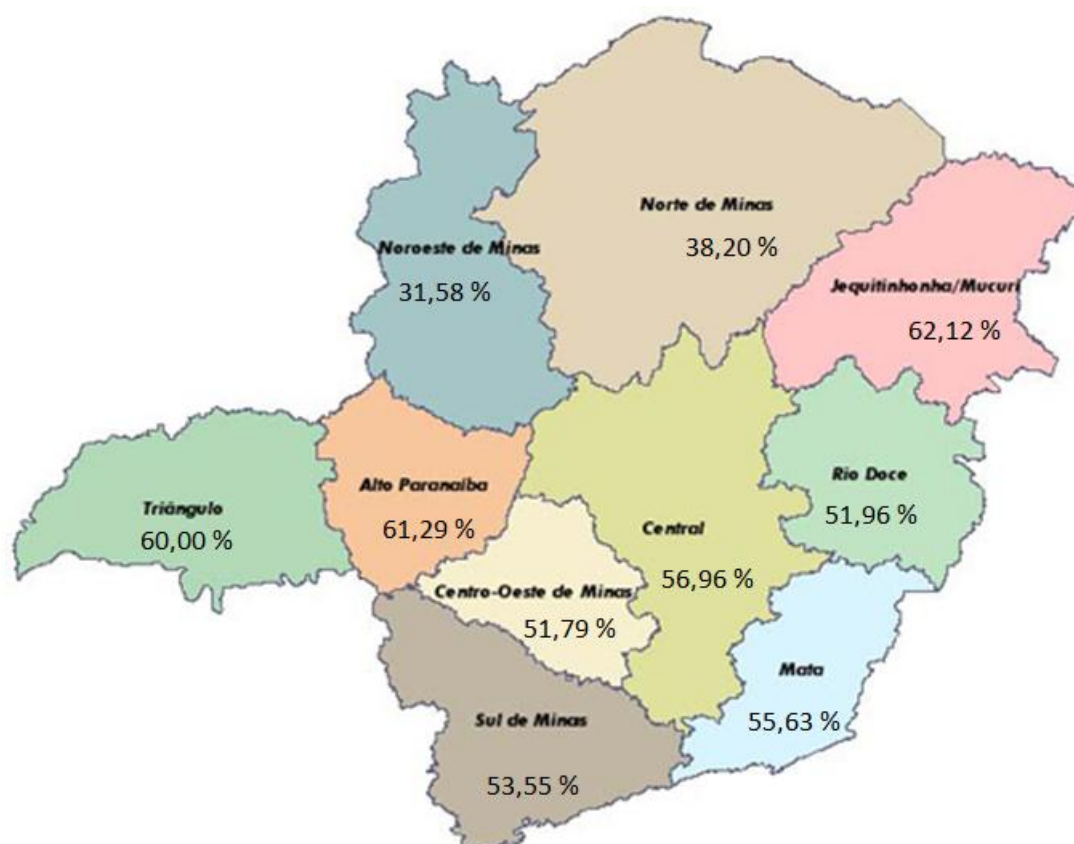 Norte de Minas
38,20 %
Noroeste de Minas
31,58 %
Jequitinhonha/Mucuri
62,12 %
Alto Paranaíba
61,29 %
Rio Doce
51,96 %
Triângulo
60,00 %
Central
56,96 %
Centro-Oeste de Minas
51,79 %
Mata
55,63 %
Sul de Minas
53,55 %